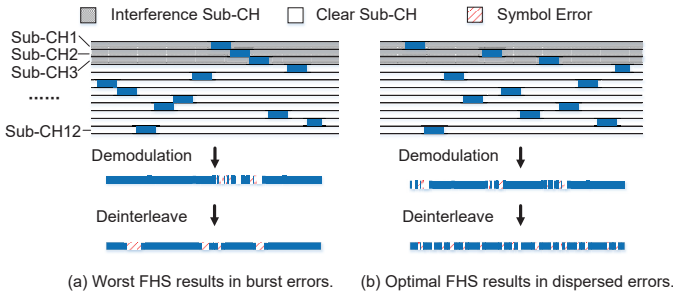 Interference Sub-CH Clear Sub-CH Symbol Error
Sub-CH1
Sub-CH2
Sub-CH3
......
Sub-CH12
Demodulation Demodulation
Deinterleave Deinterleave
(a) Worst FHS results in burst errors. (b) Optimal FHS results in dispersed errors.